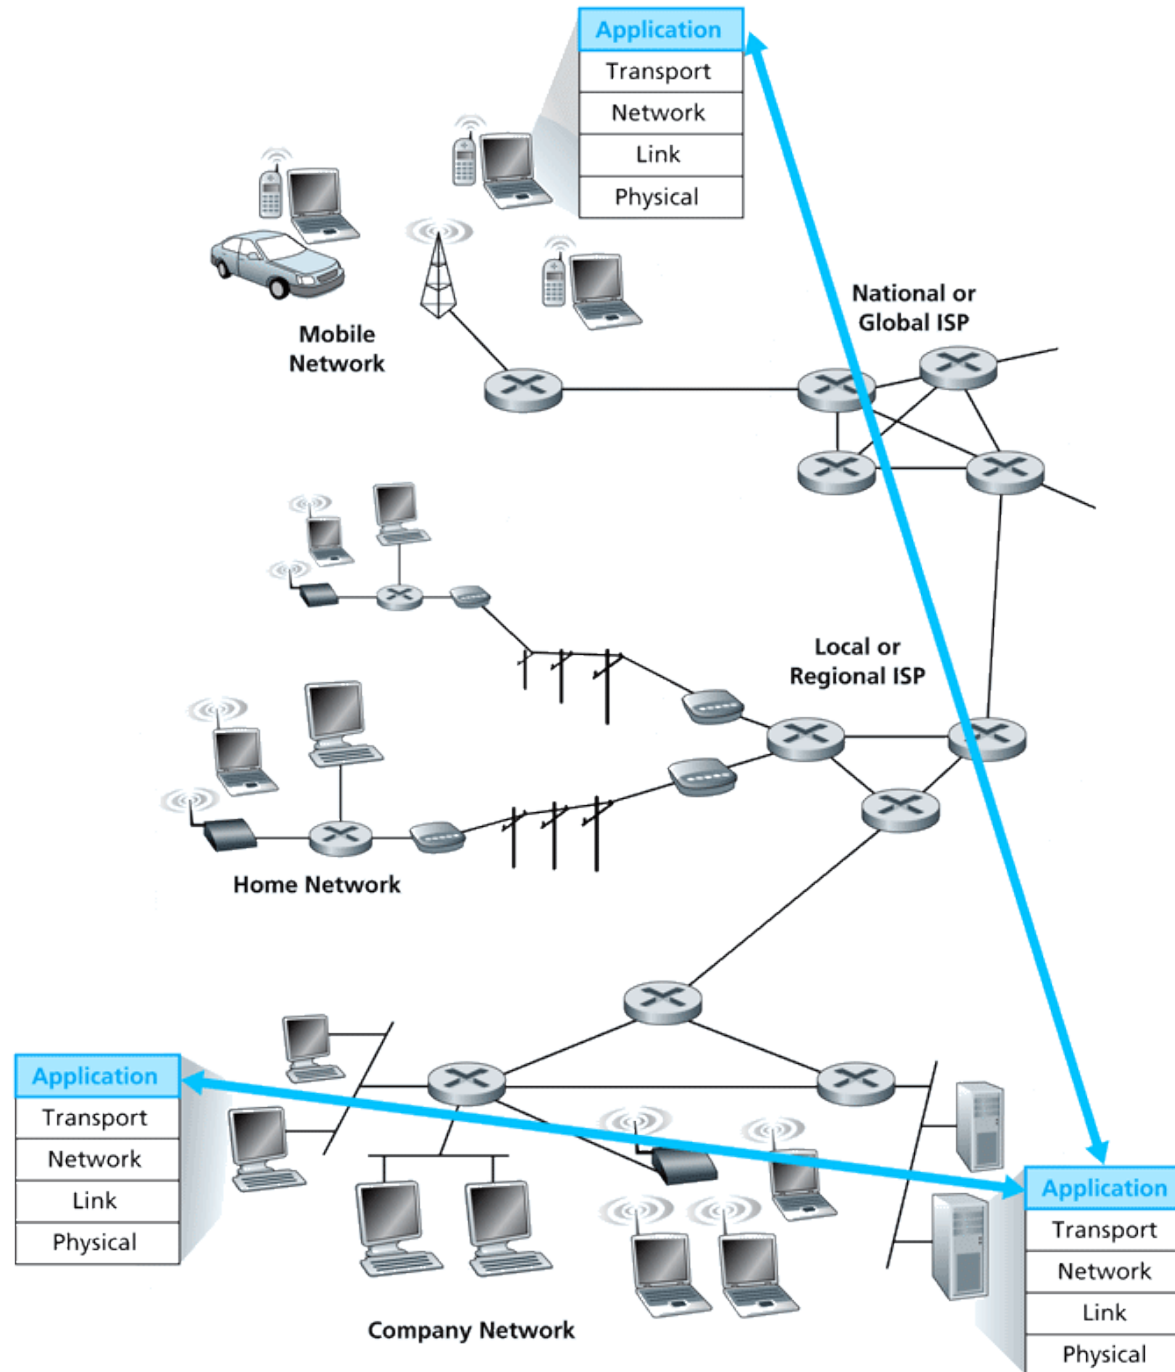 Application
Transport
Network
Link
Physical
National or
Global ISP
Mobile
Network
Local or
Regional ISP
Home Network
Application
Transport
Network
Link
Physical
Application
Transport
Network
Link
Physical
Company Network